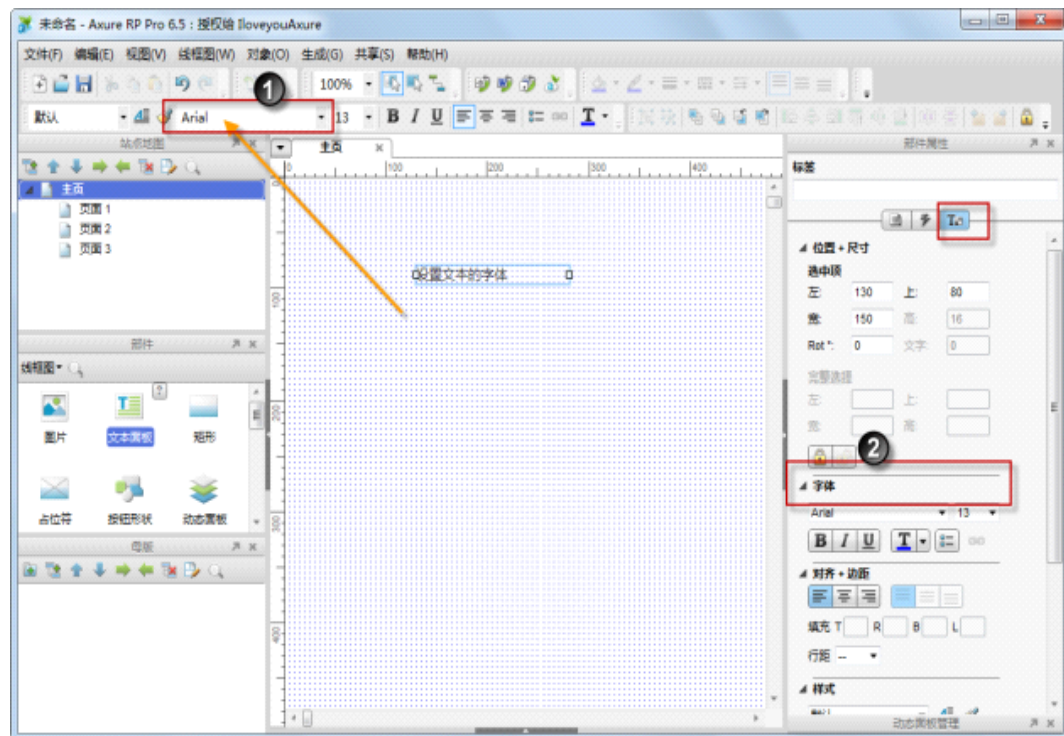 未命名 - Axure RP Pro 6.5 : 授权给 IloveyouAxure
文件(F) 编辑(E) 视图(V) 线框图(W) 对象(O) 生成(G) 共享(S) 帮助(H)
100%
1
默认 Arial 13 B I U T
站点地图 主页 部件属性
0 100 200 300 400
标签
主页
页面 1
页面 2
页面 3
位置 + 尺寸
选中项
设置文本的字体
左: 130 上: 80
宽: 150 高: 16
Rot °: 0 文字: 0
100
部件
线框图
完整选择
左: 上:
宽: 高:
200
图片 文本面板 矩形
2
字体
占位符 按钮形状 动态面板
Arial 13
300
B I U T
母版
对齐 + 边距
填充 T R B L
400
行距 --
样式
动态面板管理